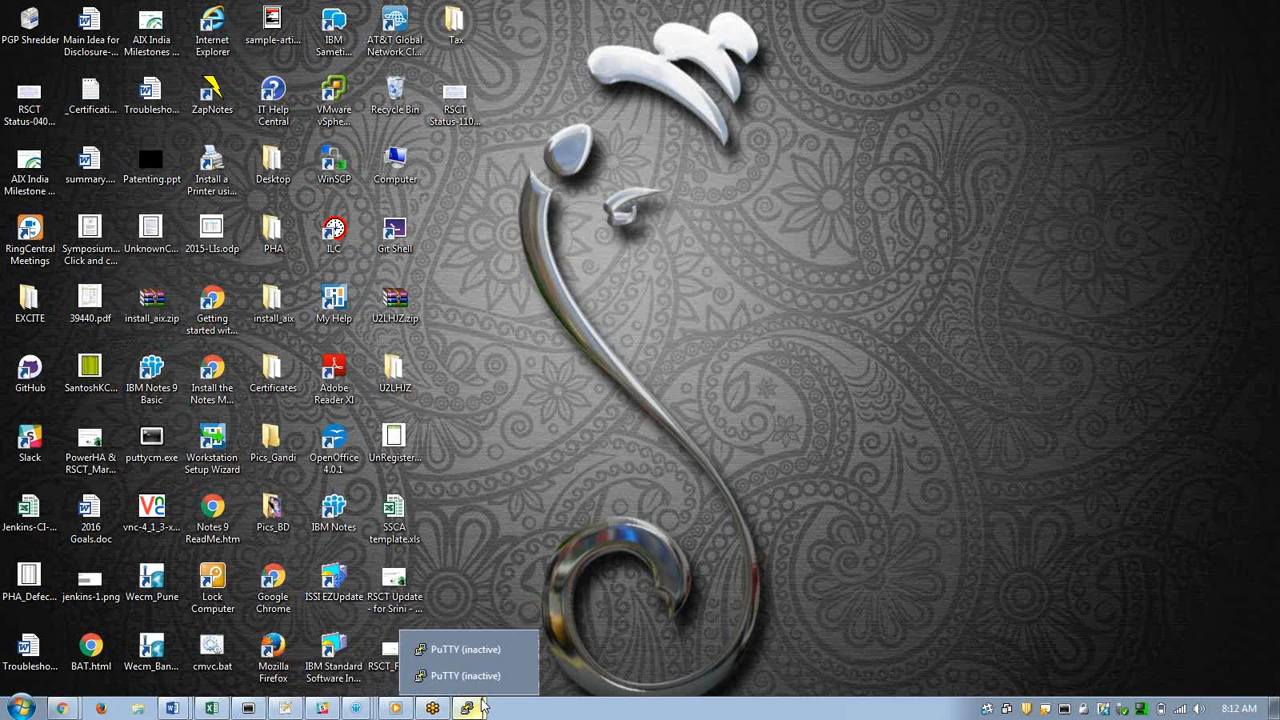 PGP Shredder
Main Idea for
Disclosure-...
AIX India
Milestones ...
Internet
Explorer
sample-arti...
IBM
Sameti...
AT&T Global
Network Cl...
Tax
RSCT
Status-040...
_Certificati...
Troublesho...
ZapNotes
IT Help
Central
VMware
vSphe...
Recycle Bin
RSCT
Status-110...
AIX India
Milestone ...
summary....
Patenting.ppt
Install a
Printer usin...
Desktop
WinSCP
Computer
RingCentral
Meetings
Symposium...
Click and c...
UnknownC...
2015-LIs.odp
PHA
ILC
Git Shell
EXCITE
39440.pdf
install_aix.zip
Getting
started wit...
install_aix
My Help
U2LHJZ.zip
GitHub
SantoshKC...
IBM Notes 9
Basic
Install the
Notes M...
Certificates
Adobe
Reader XI
U2LHJZ
Slack
PowerHA &
RSCT_Mar...
puttycm.exe
Workstation
Setup Wizard
Pics_Gandi
OpenOffice
4.0.1
UnRegister...
Jenkins-CI-...
2016
Goals.doc
vnc-4_1_3-x...
Notes 9
ReadMe.htm
Pics_BD
IBM Notes
SSCA
template.xls
PHA_Defec...
jenkins-1.png
Wecm_Pune
Lock
Computer
Google
Chrome
ISSI EZUpdate
RSCT Update
- for Srini - ...
Troublesho...
BAT.html
Wecm_Ban...
cmvc.bat
Mozilla
Firefox
IBM Standard
Software In...
PuTTY (inactive)
PuTTY (inactive)
8:12 AM